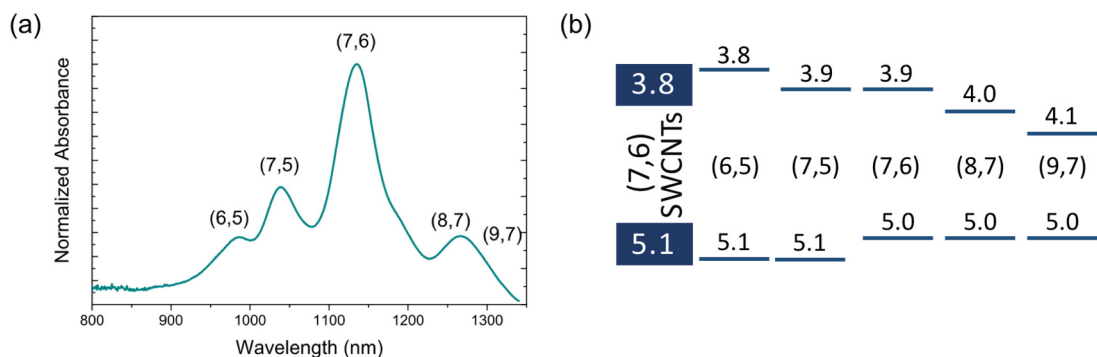 (a)
(7,6)
(7,5)
(6,5)
(8,7)
(9,7)
Normalized Absorbance
800 900 1000 1100 1200 1300
Wavelength (nm)
(b)
3.8
3.8
3.9
3.9
4.0
4.1
(7,6)
SWCNTs
(6,5) (7,5) (7,6) (8,7) (9,7)
5.1
5.1
5.1
5.0
5.0
5.0